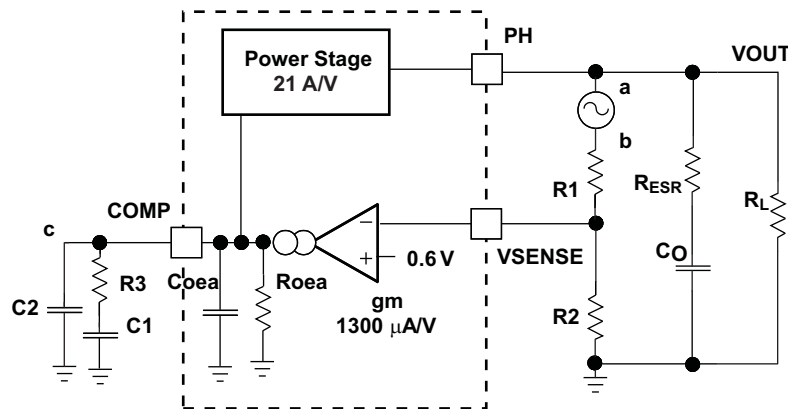 PH
VOUT
Power Stage
21 A/V
a
b
R1
RESR
RL
COMP
c
VSENSE
0.6 V
Coea
Roea
R3
C2
C1
gm
1300 μA/V
R2
CO